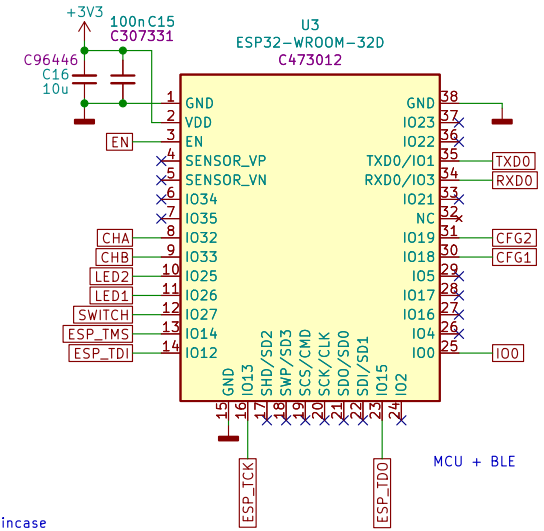 +3V3
100n C15
C307331
C96446
C16
10u
U3
ESP32-WROOM-32D
C473012
1 GND
2 VDD
EN 3 EN
4 SENSOR_VP
5 SENSOR_VN
6 IO34
7 IO35
CHA 8 IO32
CHB 9 IO33
LED2 10 IO25
LED1 11 IO26
SWITCH 12 IO27
ESP_TMS 13 IO14
ESP_TDI 14 IO12
GND 38
IO23 37
IO22 36
TXD0/IO1 35 TXD0
RXD0/IO3 34 RXD0
IO21 33
NC 32
IO19 31 CFG2
IO18 30 CFG1
IO5 29
IO17 28
IO16 27
IO4 26
IO0 25 IO0
GND 15
IO13 16 ESP_TCK
SHD/SD2 17
SWP/SD3 18
SCS/CMD 19
SCK/CLK 20
SDO/SD0 21
SDI/SD1 22
IO15 23 ESP_TDO
IO2 24
MCU + BLE
incase